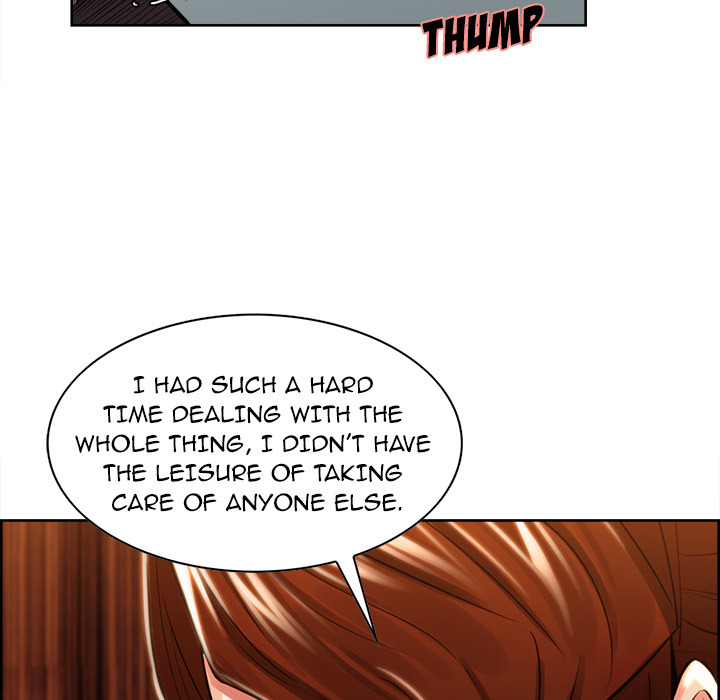 THUMP
I HAD SUCH A HARD
TIME DEALING WITH THE
WHOLE THING, I DIDN'T HAVE
THE LEISURE OF TAKING
CARE OF ANYONE ELSE.